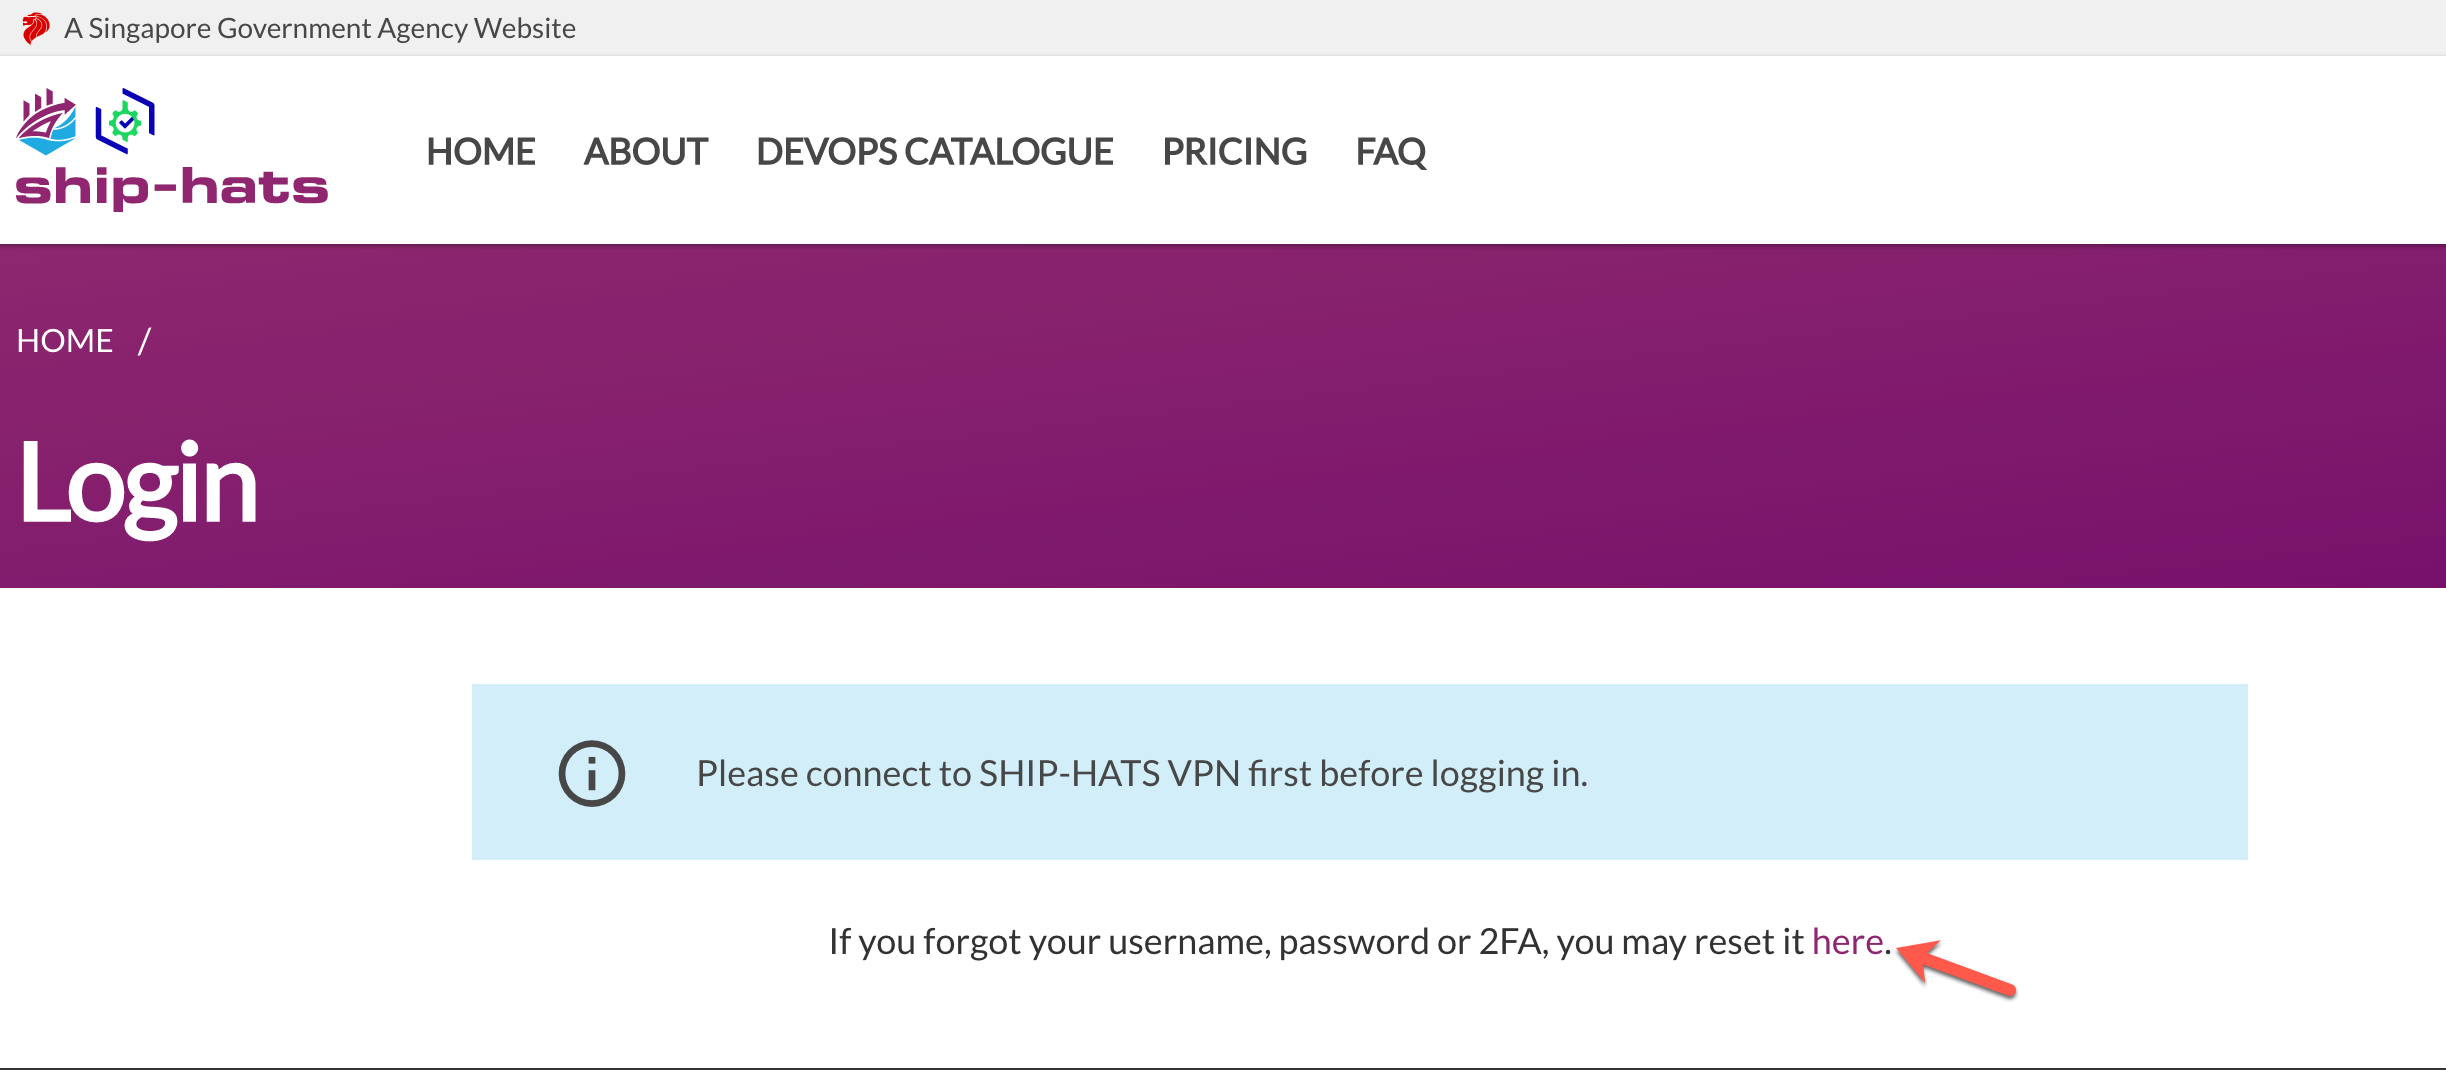 A Singapore Government Agency Website
ship-hats
HOME ABOUT DEVOPS CATALOGUE PRICING FAQ
HOME /
Login
Please connect to SHIP-HATS VPN first before logging in.
If you forgot your username, password or 2FA, you may reset it here.